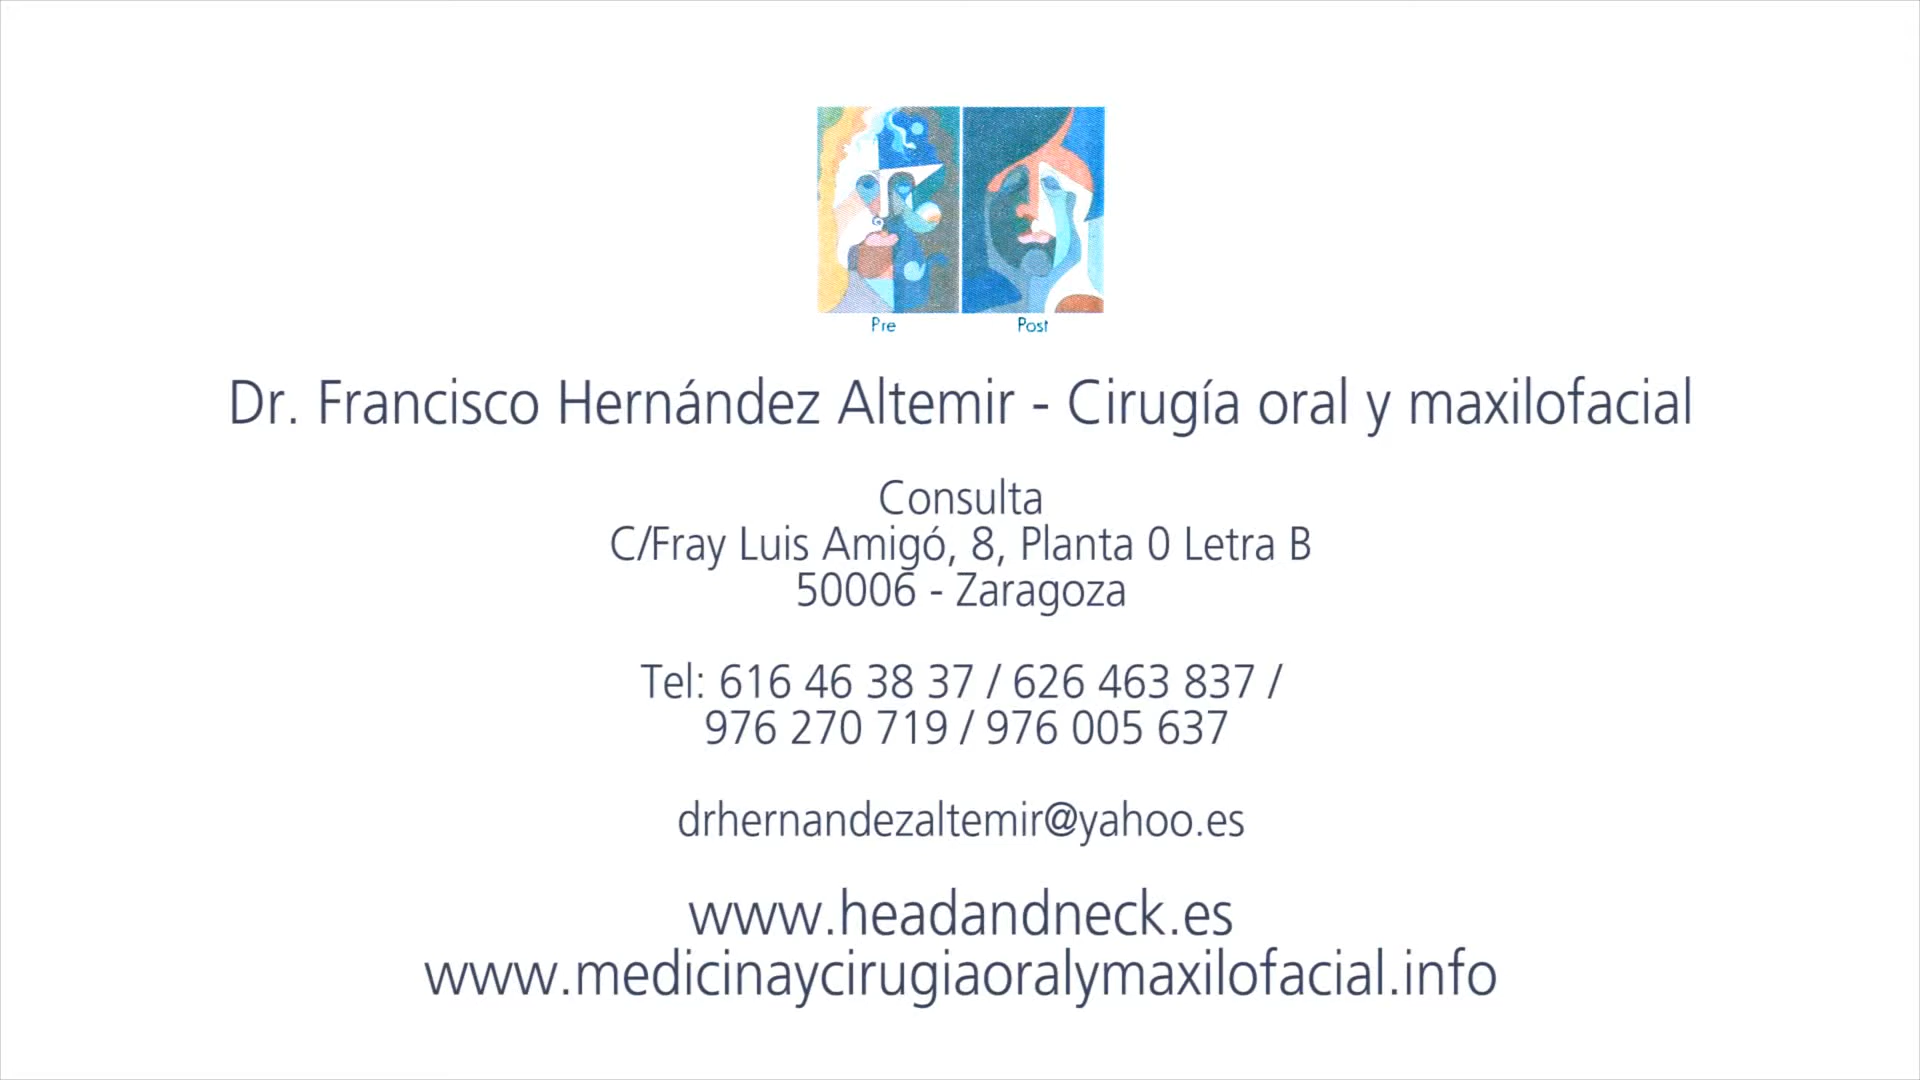 Pre Post
Dr. Francisco Hernández Altemir - Cirugía oral y maxilofacial
Consulta
C/Fray Luis Amigó, 8, Planta 0 Letra B
50006 - Zaragoza
Tel: 616 46 38 37 / 626 463 837 /
976 270 719 / 976 005 637
drhernandezaltemir@yahoo.es
www.headandneck.es
www.medicinaycirugiaoralymaxilofacial.info